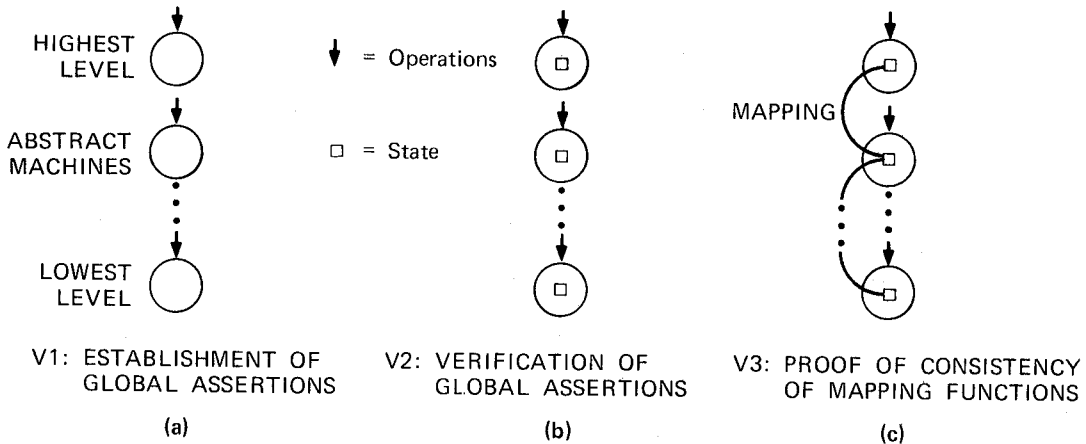 HIGHEST
LEVEL
ABSTRACT
MACHINES
LOWEST
LEVEL
= Operations
= State
MAPPING
V1: ESTABLISHMENT OF
GLOBAL ASSERTIONS
(a)
V2: VERIFICATION OF
GLOBAL ASSERTIONS
(b)
V3: PROOF OF CONSISTENCY
OF MAPPING FUNCTIONS
(c)